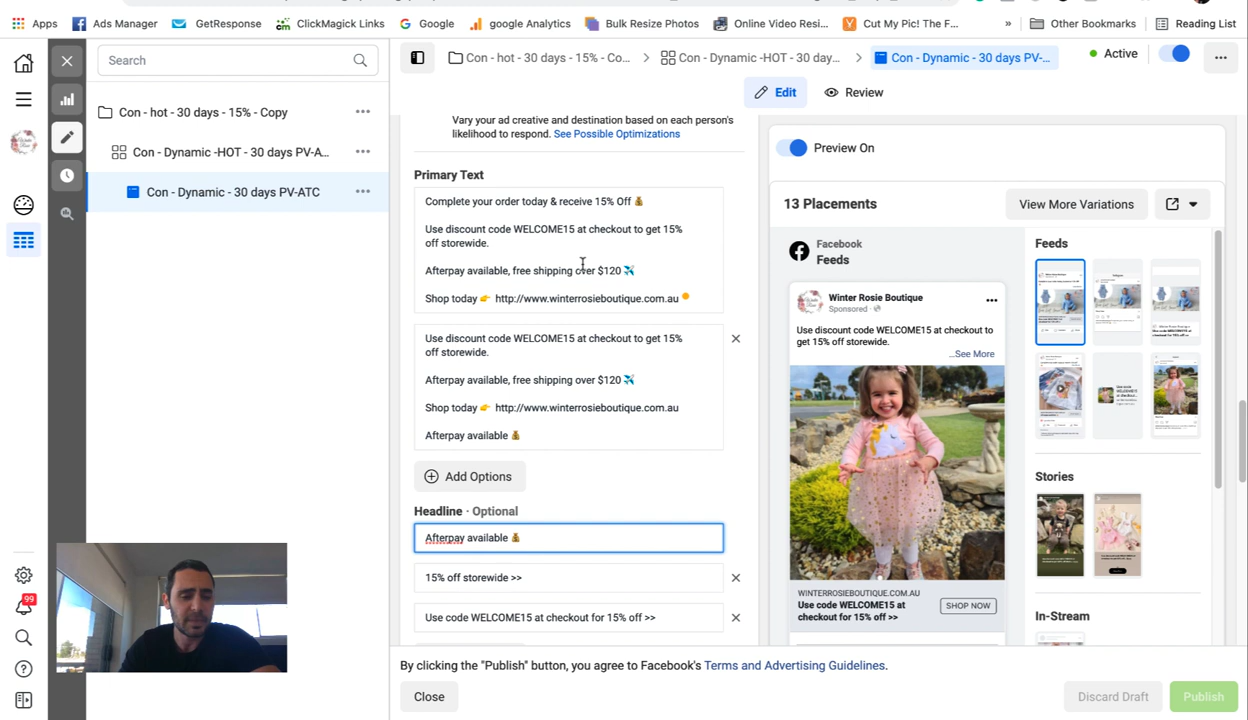 Apps
Ads Manager
GetResponse
ClickMagick Links
Google
google Analytics
Bulk Resize Photos
Online Video Resi...
Cut My Pic! The F...
»
Other Bookmarks
Reading List
Search
Con - hot - 30 days - 15% - Co...
Con - Dynamic -HOT - 30 day...
Con - Dynamic - 30 days PV-...
Active
Edit
Review
Con - hot - 30 days - 15% - Copy
Con - Dynamic -HOT - 30 days PV-A...
Con - Dynamic - 30 days PV-ATC
Vary your ad creative and destination based on each person's
likelihood to respond. See Possible Optimizations
Primary Text
Complete your order today & receive 15% Off 💰
Use discount code WELCOME15 at checkout to get 15%
off storewide.
Afterpay available, free shipping over $120 ✈️
Shop today 👉 http://www.winterrosieboutique.com.au
Use discount code WELCOME15 at checkout to get 15%
off storewide.
Afterpay available, free shipping over $120 ✈️
Shop today 👉 http://www.winterrosieboutique.com.au
Afterpay available 💰
Add Options
Headline · Optional
Afterpay available 💰
15% off storewide >>
Use code WELCOME15 at checkout for 15% off >>
Preview On
13 Placements
View More Variations
Facebook
Feeds
Winter Rosie Boutique
Sponsored ·
Use discount code WELCOME15 at checkout to
get 15% off storewide.
...See More
WINTERROSIEBOUTIQUE.COM.AU
Use code WELCOME15 at
checkout for 15% off >>
SHOP NOW
Feeds
Stories
In-Stream
99
By clicking the "Publish" button, you agree to Facebook's Terms and Advertising Guidelines.
Close
Discard Draft
Publish